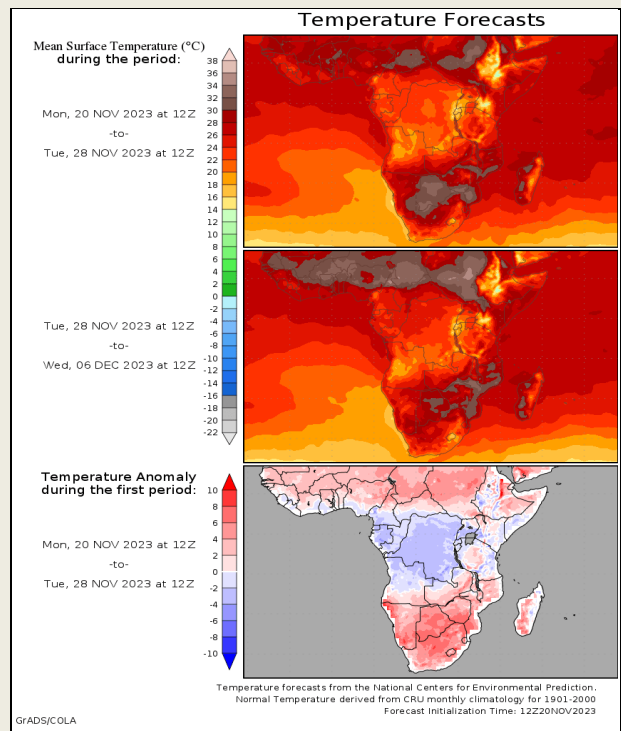 Temperature Forecasts
Mean Surface Temperature (°C)
during the period:
Mon, 20 NOV 2023 at 12Z
-to-
Tue, 28 NOV 2023 at 12Z
38
36
34
32
30
28
26
24
22
20
18
16
14
12
10
8
6
4
2
0
-2
-4
-6
-8
-10
-12
-14
-16
-18
-20
-22
Tue, 28 NOV 2023 at 12Z
-to-
Wed, 06 DEC 2023 at 12Z
Temperature Anomaly
during the first period:
Mon, 20 NOV 2023 at 12Z
-to-
Tue, 28 NOV 2023 at 12Z
10
8
6
4
2
0
-2
-4
-6
-8
-10
Temperature forecasts from the National Centers for Environmental Prediction.
Normal Temperature derived from CRU monthly climatology for 1901-2000
Forecast Initialization Time: 12Z20NOV2023
GrADS/COLA